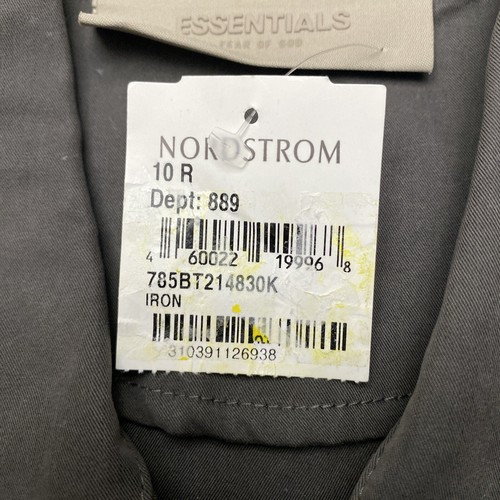 ESSENTIALS
FEAR OF GOD
NORDSTROM
10 R
Dept: 889
4 60022 19996 8
785BT214830K
IRON
310391126938